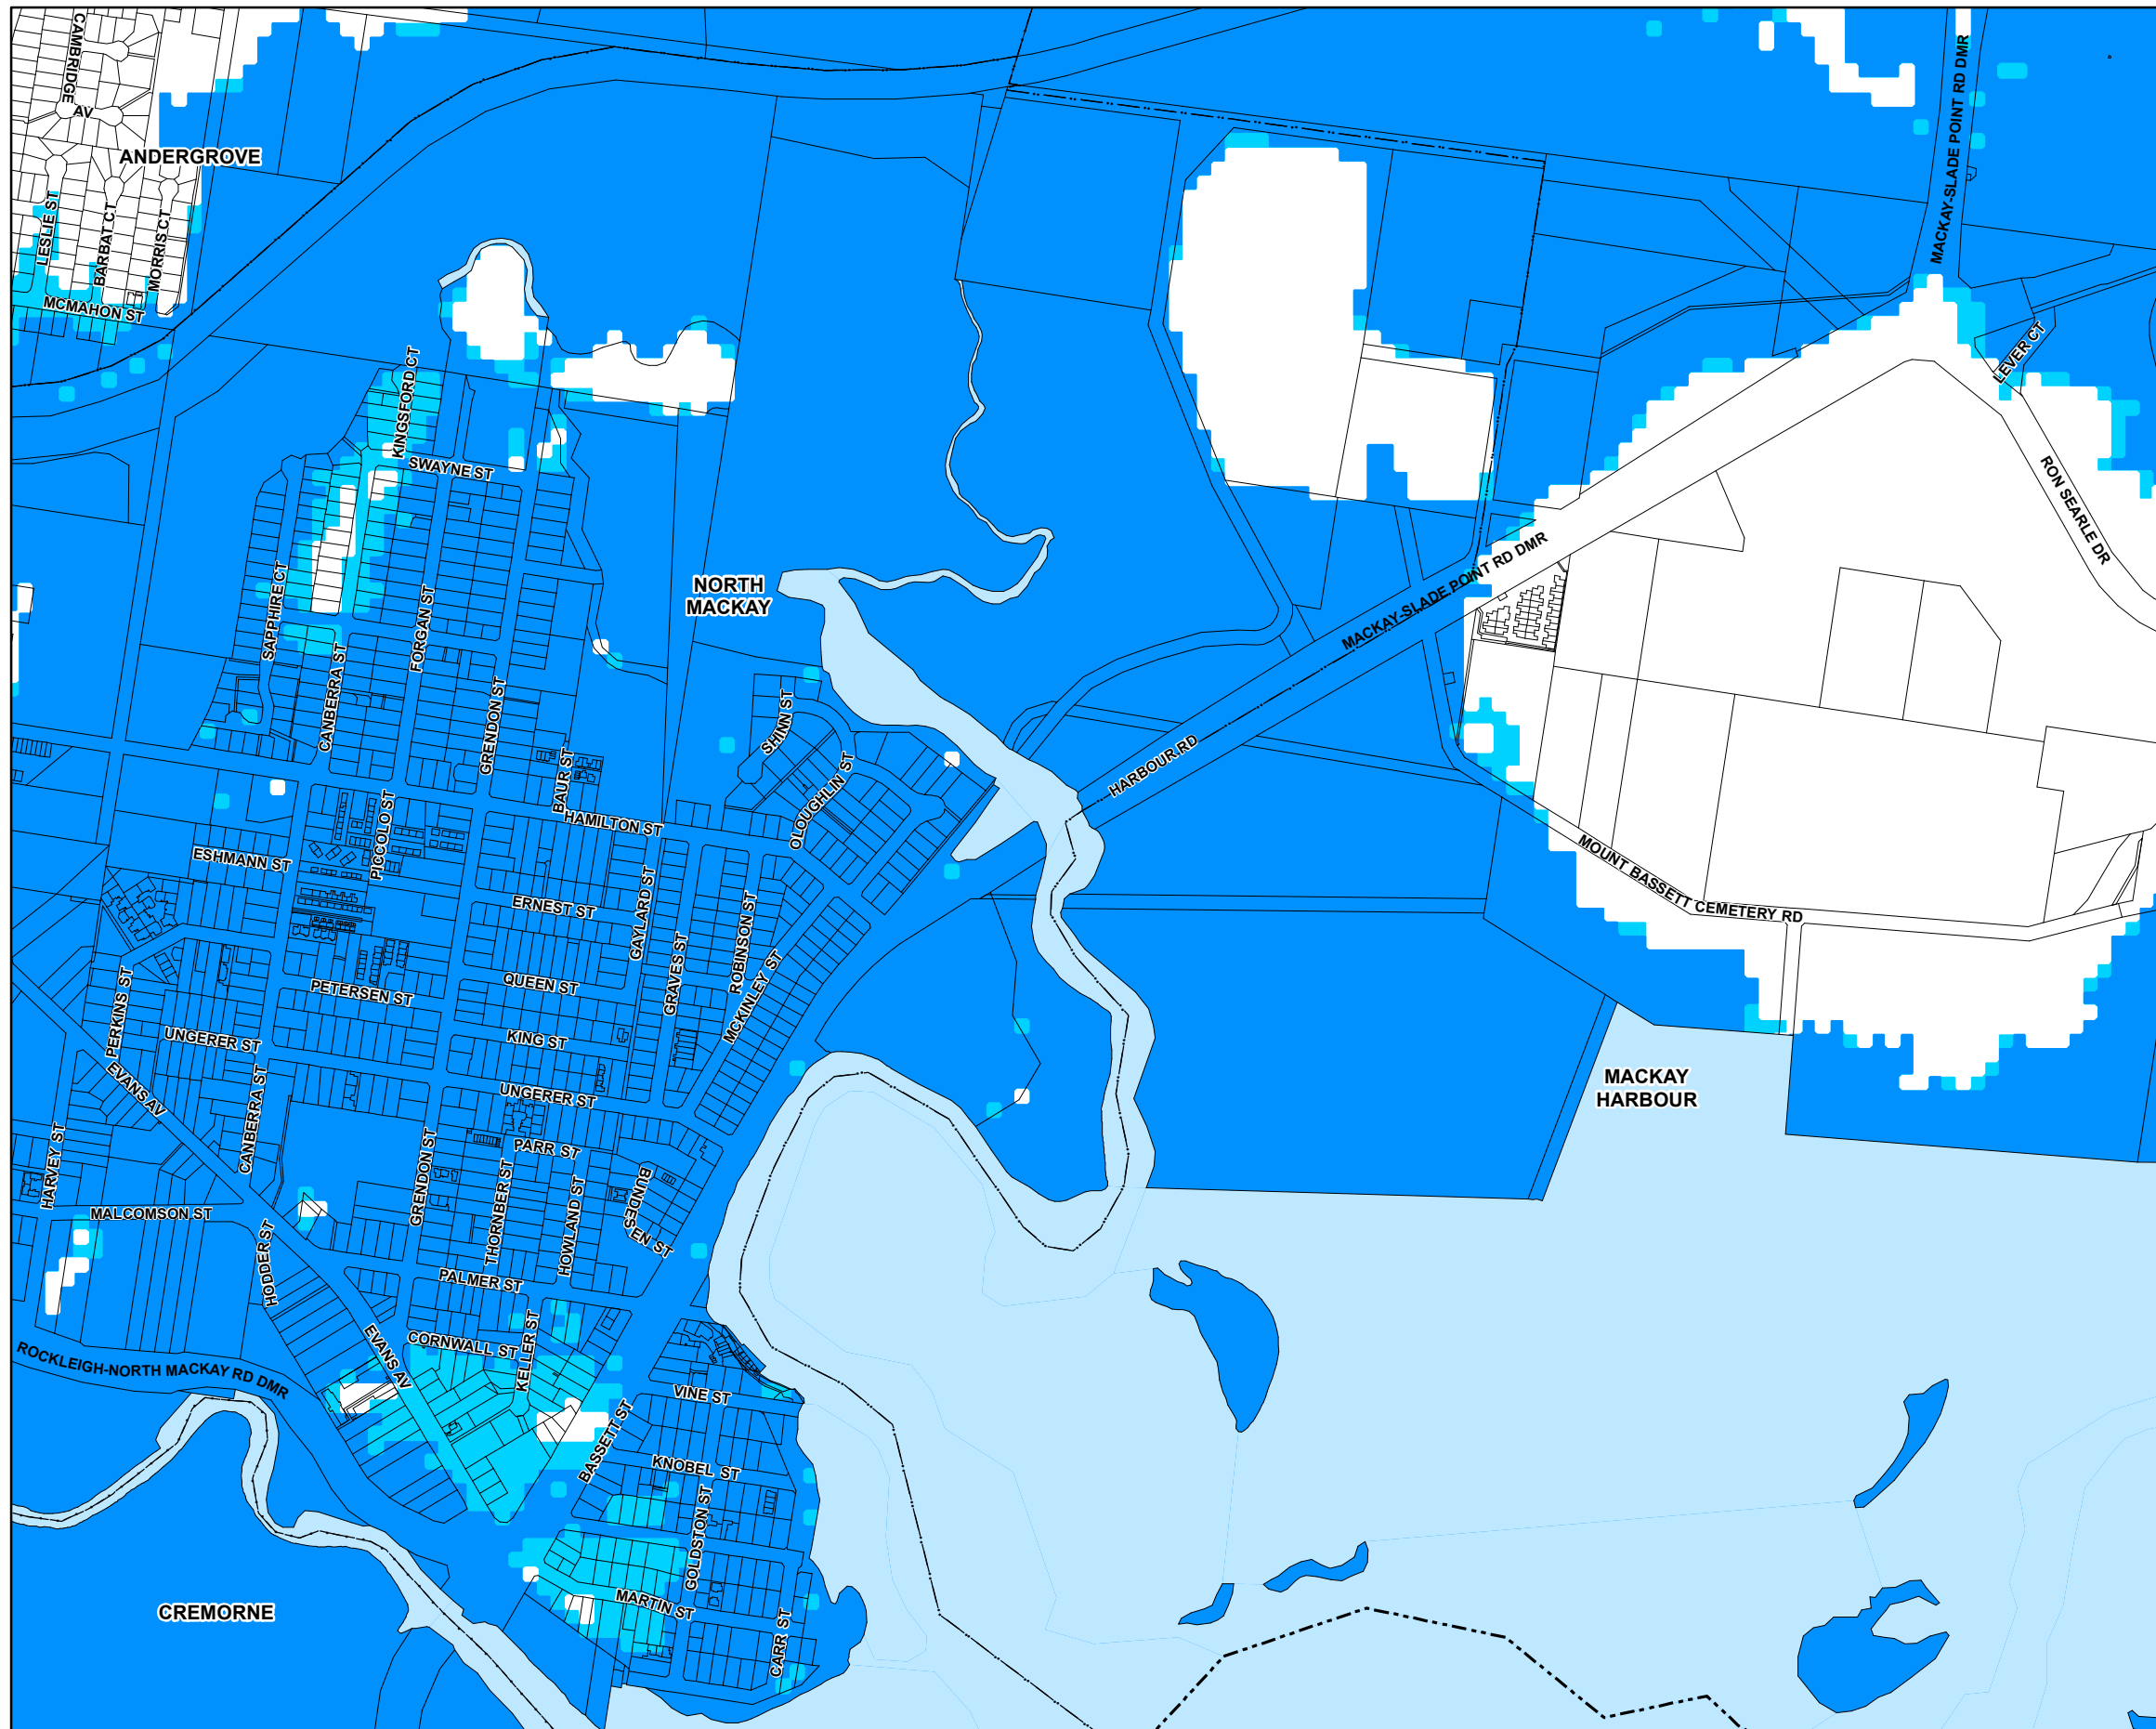 CAMBRIDGE
AV
ANDERGROVE
LESLIE ST
BARBAT CT
MORRIS CT
MCMAHON ST
MACKAY-SLADE POINT RD DMR
LEVER CT
RON SEARLE DR
KINGSFORD CT
SWAYNE ST
SAPPHIRE CT
FORGAN ST
CANBERRA ST
GRENDON ST
BAUR ST
NORTH
MACKAY
SHINN ST
OLOUGHLIN ST
MACKAY-SLADE POINT RD DMR
HARBOUR RD
PICCOLO ST
HAMILTON ST
ESHMANN ST
ERNEST ST
GAYLARD ST
ROBINSON ST
GRAVES ST
MCKINLEY ST
MOUNT BASSETT CEMETERY RD
PERKINS ST
PETERSEN ST
QUEEN ST
UNGERER ST
KING ST
EVANS AV
CANBERRA ST
UNGERER ST
MACKAY
HARBOUR
HARVEY ST
PARR ST
GRENDON ST
THORNBER ST
HOWLAND ST
BUNDESEN ST
MALCOMSON ST
HODDER ST
PALMER ST
CORNWALL ST
KELLER ST
EVANS AV
ROCKLEIGH-NORTH MACKAY RD DMR
VINE ST
BASSETT ST
KNOBEL ST
GOLDSTON ST
MARTIN ST
CARR ST
CREMORNE